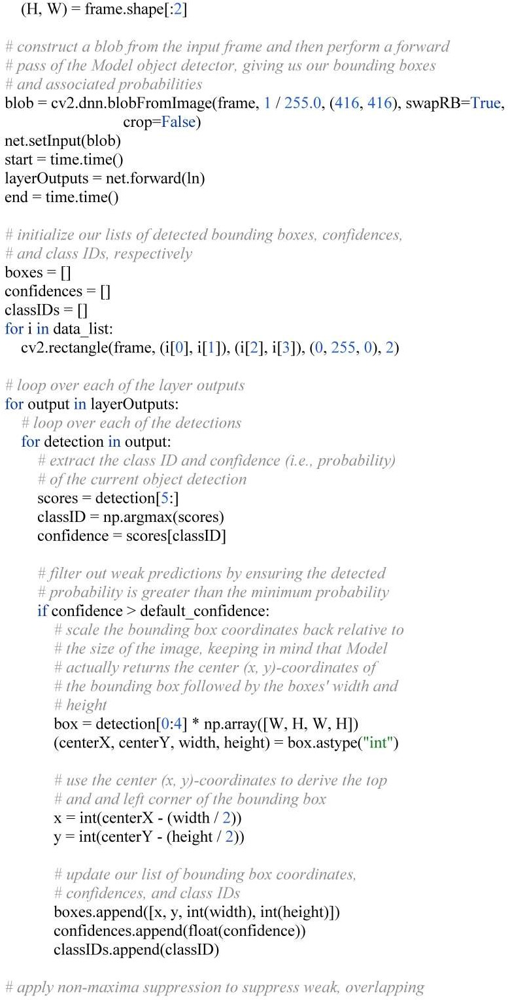 (H, W) = frame.shape[:2]

# construct a blob from the input frame and then perform a forward
# pass of the Model object detector, giving us our bounding boxes
# and associated probabilities
blob = cv2.dnn.blobFromImage(frame, 1 / 255.0, (416, 416), swapRB=True,
                             crop=False)
net.setInput(blob)
start = time.time()
layerOutputs = net.forward(ln)
end = time.time()

# initialize our lists of detected bounding boxes, confidences,
# and class IDs, respectively
boxes = []
confidences = []
classIDs = []
for i in data_list:
    cv2.rectangle(frame, (i[0], i[1]), (i[2], i[3]), (0, 255, 0), 2)

# loop over each of the layer outputs
for output in layerOutputs:
    # loop over each of the detections
    for detection in output:
        # extract the class ID and confidence (i.e., probability)
        # of the current object detection
        scores = detection[5:]
        classID = np.argmax(scores)
        confidence = scores[classID]

        # filter out weak predictions by ensuring the detected
        # probability is greater than the minimum probability
        if confidence > default_confidence:
            # scale the bounding box coordinates back relative to
            # the size of the image, keeping in mind that Model
            # actually returns the center (x, y)-coordinates of
            # the bounding box followed by the boxes' width and
            # height
            box = detection[0:4] * np.array([W, H, W, H])
            (centerX, centerY, width, height) = box.astype("int")

            # use the center (x, y)-coordinates to derive the top
            # and and left corner of the bounding box
            x = int(centerX - (width / 2))
            y = int(centerY - (height / 2))

            # update our list of bounding box coordinates,
            # confidences, and class IDs
            boxes.append([x, y, int(width), int(height)])
            confidences.append(float(confidence))
            classIDs.append(classID)

# apply non-maxima suppression to suppress weak, overlapping